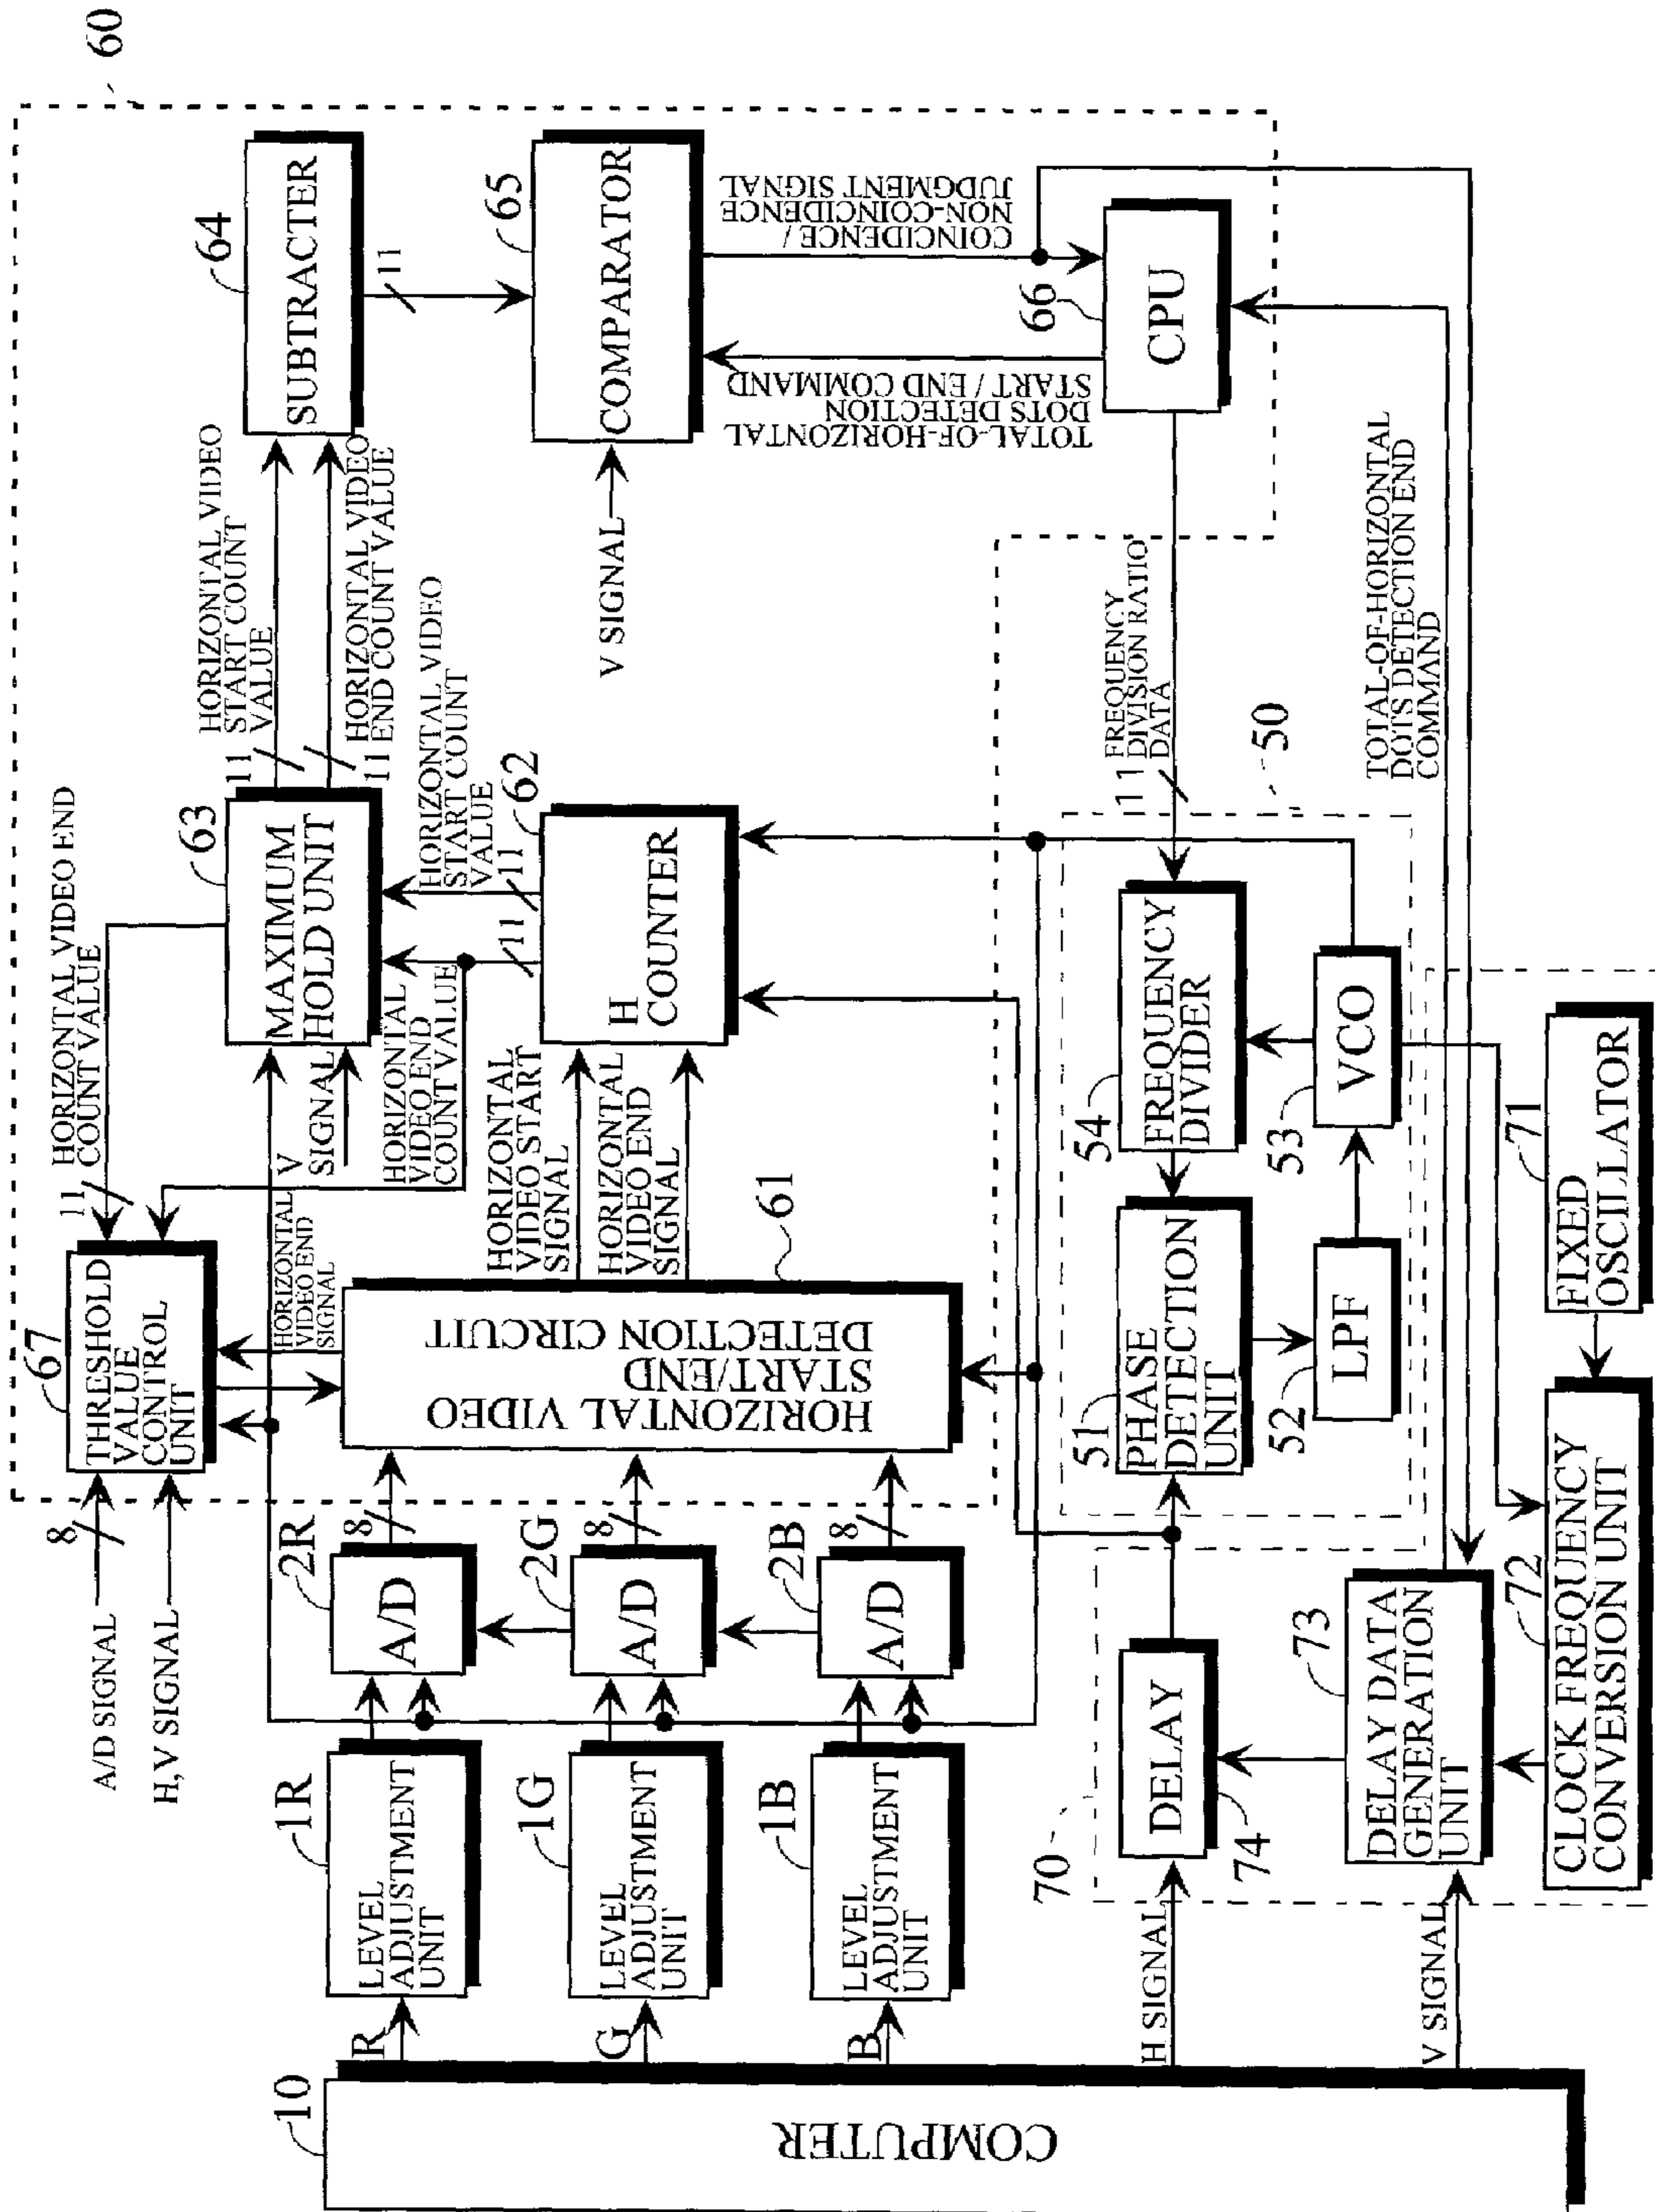 60
10
COMPUTER
R
G
B
H SIGNAL
V SIGNAL
A/D SIGNAL
H,V SIGNAL
8
1R
LEVEL
ADJUSTMENT
UNIT
1G
LEVEL
ADJUSTMENT
UNIT
1B
LEVEL
ADJUSTMENT
UNIT
2R
A/D
8
2G
A/D
8
2B
A/D
8
67
THRESHOLD
VALUE
CONTROL
UNIT
11
HORIZONTAL VIDEO END
COUNT VALUE
HORIZONTAL
VIDEO END
SIGNAL
V
SIGNAL
HORIZONTAL
VIDEO END
COUNT VALUE
61
HORIZONTAL VIDEO
START/END
DETECTION CIRCUIT
HORIZONTAL
VIDEO START
SIGNAL
HORIZONTAL
VIDEO END
SIGNAL
63
MAXIMUM
HOLD UNIT
11
11
HORIZONTAL VIDEO
START COUNT
VALUE
62
H
COUNTER
11
HORIZONTAL VIDEO
START COUNT
VALUE
11
HORIZONTAL VIDEO
END COUNT VALUE
64
SUBTRACTER
11
65
COMPARATOR
V SIGNAL
COINCIDENCE /
NON-COINCIDENCE
JUDGMENT SIGNAL
TOTAL-OF-HORIZONTAL
DOTS DETECTION
START / END COMMAND
66
CPU
11
FREQUENCY
DIVISION RATIO
DATA
50
51
PHASE
DETECTION
UNIT
52
LPF
53
VCO
54
FREQUENCY
DIVIDER
TOTAL-OF-HORIZONTAL
DOTS DETECTION END
COMMAND
70
DELAY
74
73
DELAY DATA
GENERATION
UNIT
72
CLOCK FREQUENCY
CONVERSION UNIT
71
FIXED
OSCILLATOR